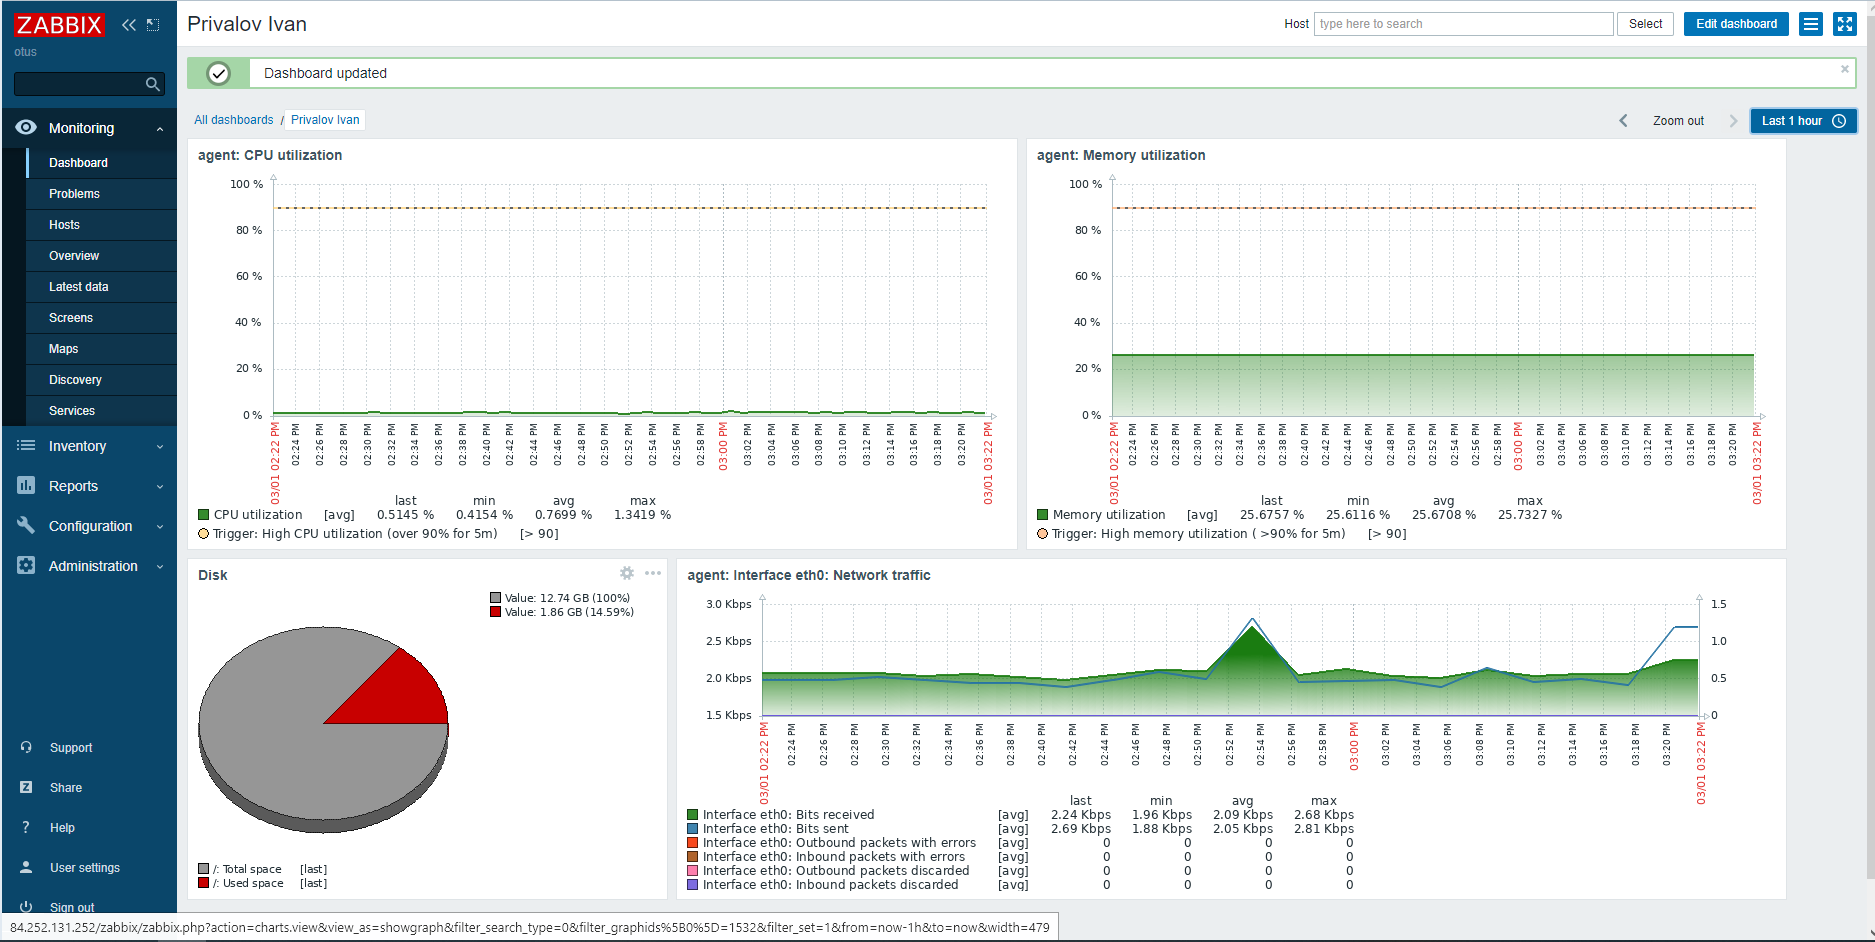 ZABBIX
otus
Monitoring
Dashboard
Problems
Hosts
Overview
Latest data
Screens
Maps
Discovery
Services
Inventory
Reports
Configuration
Administration
Support
Share
Help
User settings
Sign out
Privalov Ivan
Host type here to search Select Edit dashboard
Dashboard updated
All dashboards / Privalov Ivan
Zoom out Last 1 hour
agent: CPU utilization
100 %
80 %
60 %
40 %
20 %
0 %
03/01 02:22 PM 02:24 PM 02:26 PM 02:28 PM 02:30 PM 02:32 PM 02:34 PM 02:36 PM 02:38 PM 02:40 PM 02:42 PM 02:44 PM 02:46 PM 02:48 PM 02:50 PM 02:52 PM 02:54 PM 02:56 PM 02:58 PM 03:00 PM 03:02 PM 03:04 PM 03:06 PM 03:08 PM 03:10 PM 03:12 PM 03:14 PM 03:16 PM 03:18 PM 03:20 PM 03/01 03:22 PM
last min avg max
CPU utilization [avg] 0.5145 % 0.4154 % 0.7699 % 1.3419 %
Trigger: High CPU utilization (over 90% for 5m) [> 90]
agent: Memory utilization
100 %
80 %
60 %
40 %
20 %
0 %
03/01 02:22 PM 02:24 PM 02:26 PM 02:28 PM 02:30 PM 02:32 PM 02:34 PM 02:36 PM 02:38 PM 02:40 PM 02:42 PM 02:44 PM 02:46 PM 02:48 PM 02:50 PM 02:52 PM 02:54 PM 02:56 PM 02:58 PM 03:00 PM 03:02 PM 03:04 PM 03:06 PM 03:08 PM 03:10 PM 03:12 PM 03:14 PM 03:16 PM 03:18 PM 03:20 PM 03/01 03:22 PM
last min avg max
Memory utilization [avg] 25.6757 % 25.6116 % 25.6708 % 25.7327 %
Trigger: High memory utilization ( >90% for 5m) [> 90]
Disk
Value: 12.74 GB (100%)
Value: 1.86 GB (14.59%)
/: Total space [last]
/: Used space [last]
agent: Interface eth0: Network traffic
3.0 Kbps 1.5
2.5 Kbps 1.0
2.0 Kbps 0.5
1.5 Kbps 0
03/01 02:22 PM 02:24 PM 02:26 PM 02:28 PM 02:30 PM 02:32 PM 02:34 PM 02:36 PM 02:38 PM 02:40 PM 02:42 PM 02:44 PM 02:46 PM 02:48 PM 02:50 PM 02:52 PM 02:54 PM 02:56 PM 02:58 PM 03:00 PM 03:02 PM 03:04 PM 03:06 PM 03:08 PM 03:10 PM 03:12 PM 03:14 PM 03:16 PM 03:18 PM 03:20 PM 03/01 03:22 PM
last min avg max
Interface eth0: Bits received [avg] 2.24 Kbps 1.96 Kbps 2.09 Kbps 2.68 Kbps
Interface eth0: Bits sent [avg] 2.69 Kbps 1.88 Kbps 2.05 Kbps 2.81 Kbps
Interface eth0: Outbound packets with errors [avg] 0 0 0 0
Interface eth0: Inbound packets with errors [avg] 0 0 0 0
Interface eth0: Outbound packets discarded [avg] 0 0 0 0
Interface eth0: Inbound packets discarded [avg] 0 0 0 0
84.252.131.252/zabbix/zabbix.php?action=charts.view&view_as=showgraph&filter_search_type=0&filter_graphids%5B0%5D=1532&filter_set=1&from=now-1h&to=now&width=479